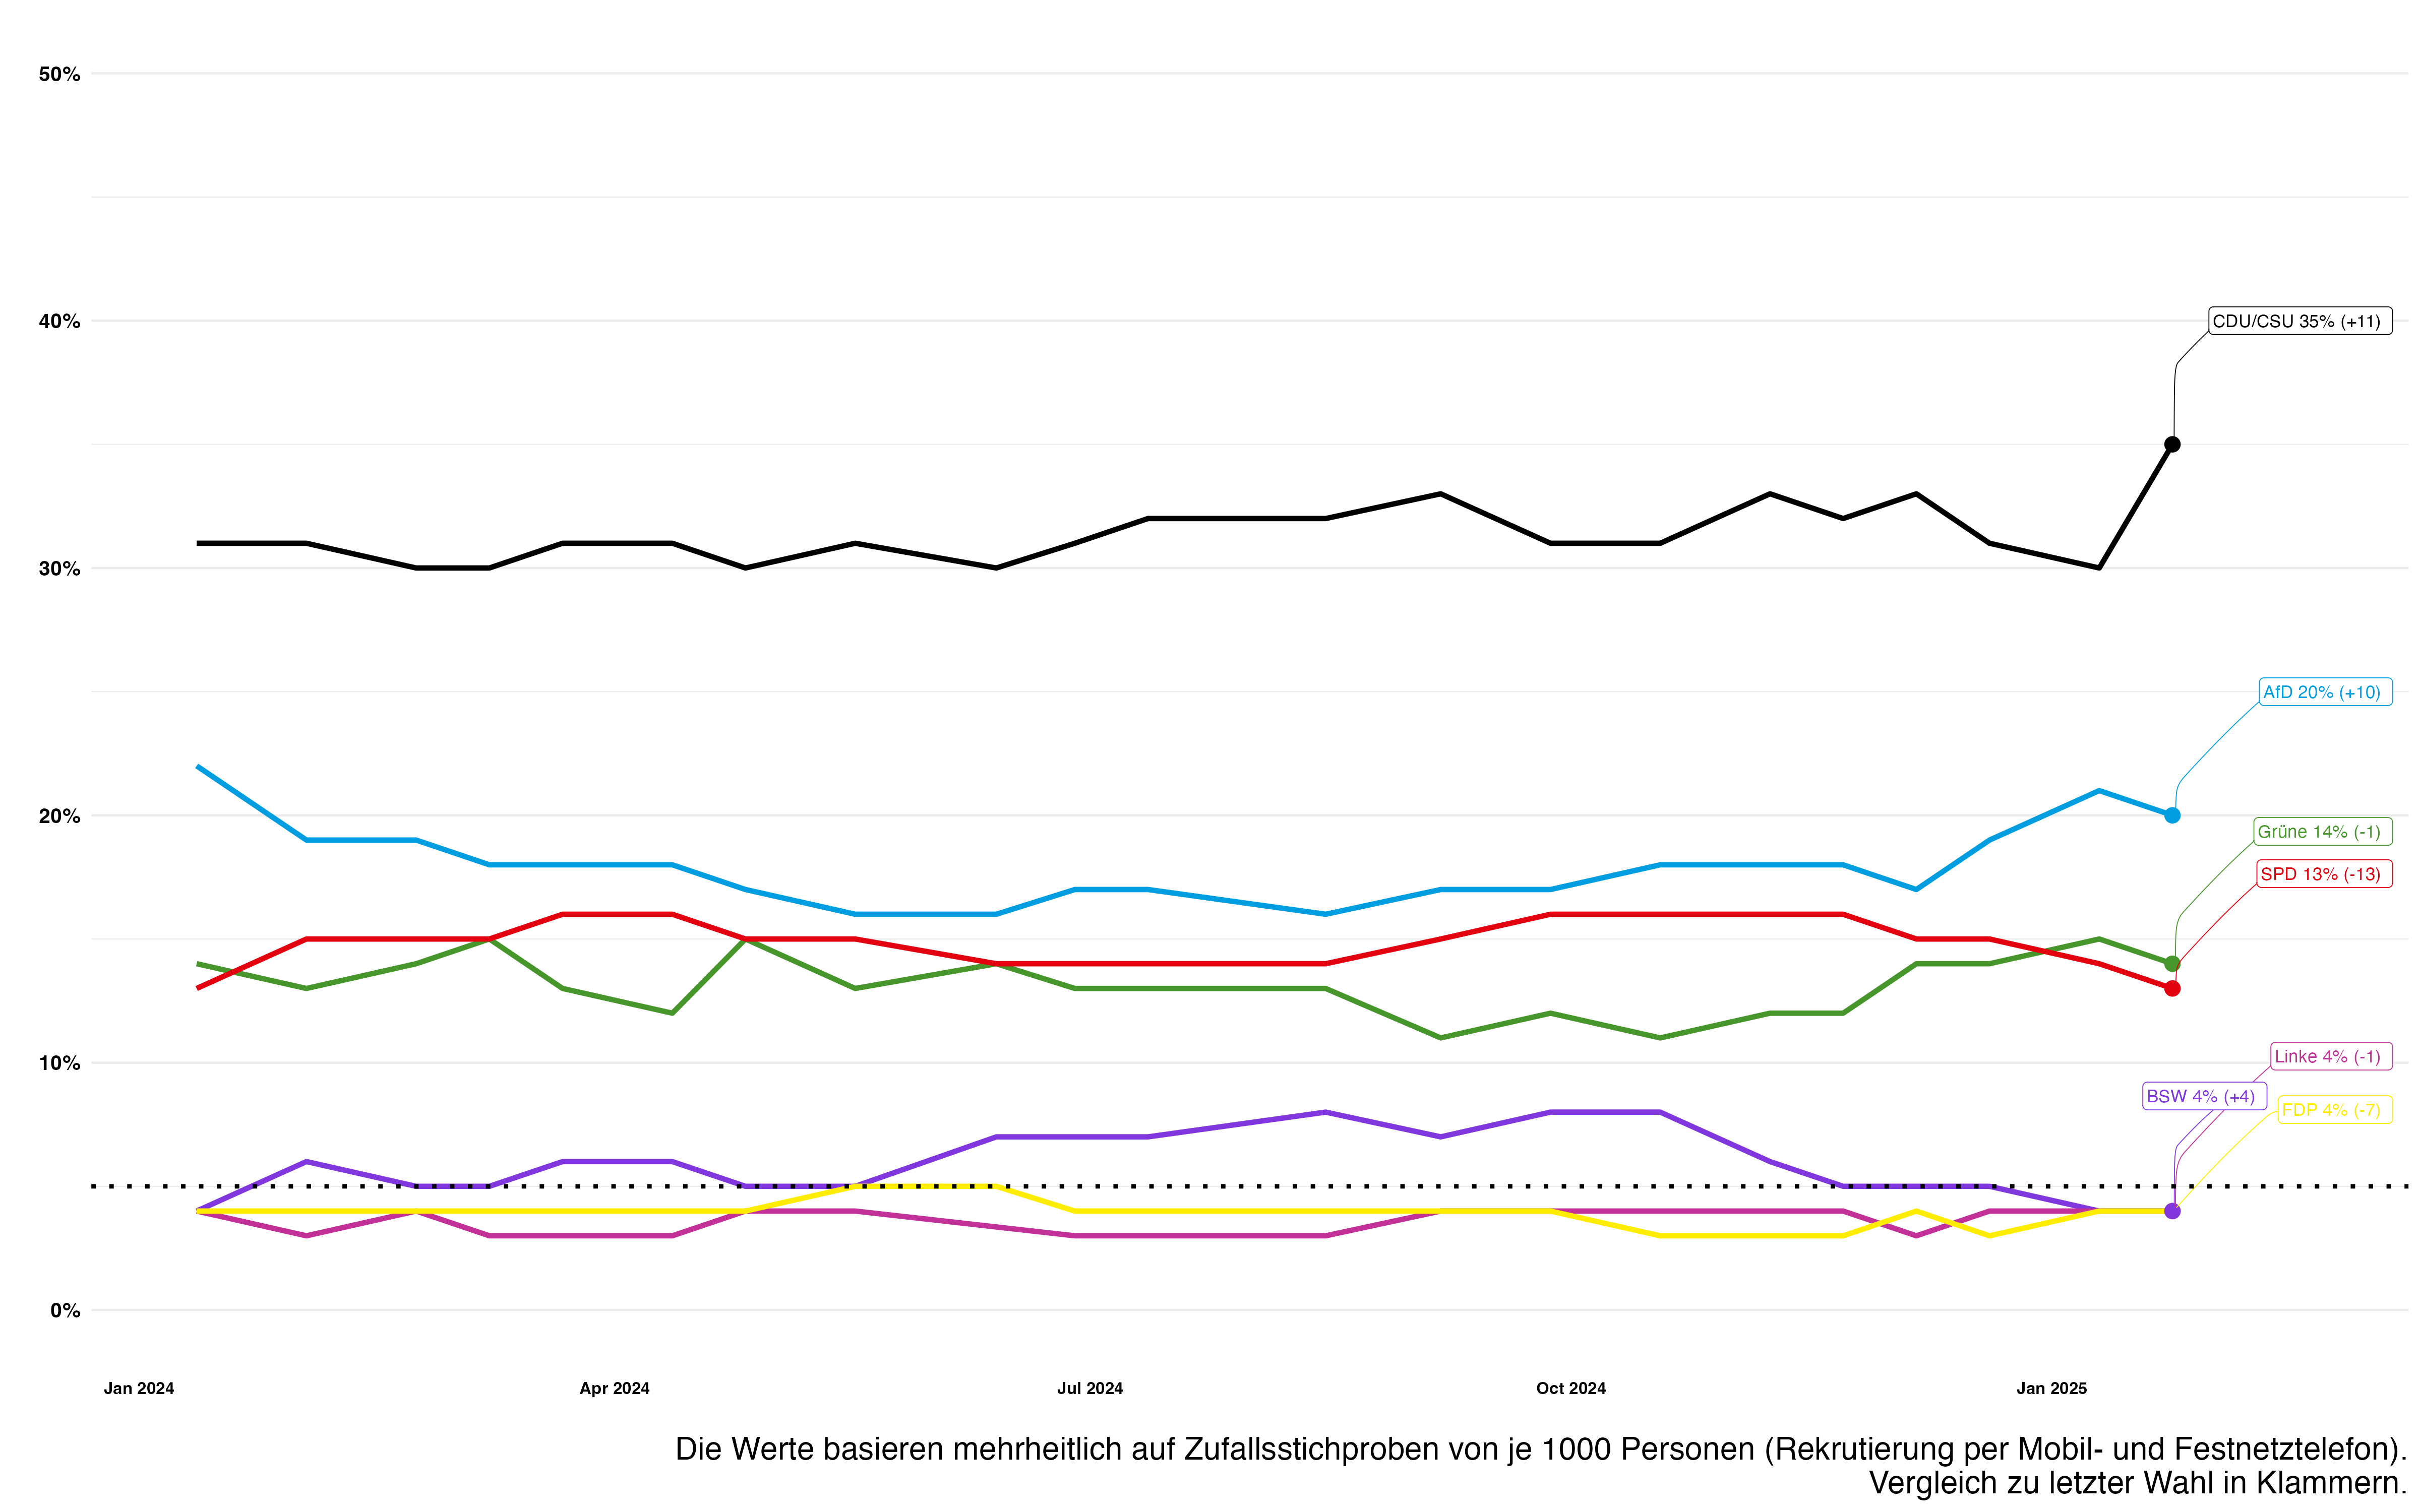 50%
40%
CDU/CSU 35% (+11)
30%
AfD 20% (+10)
20%
Grüne 14% (-1)
SPD 13% (-13)
10%
Linke 4% (-1)
BSW 4% (+4)
FDP 4% (-7)
0%
Jan 2024 Apr 2024 Jul 2024 Oct 2024 Jan 2025
Die Werte basieren mehrheitlich auf Zufallsstichproben von je 1000 Personen (Rekrutierung per Mobil- und Festnetztelefon).
Vergleich zu letzter Wahl in Klammern.